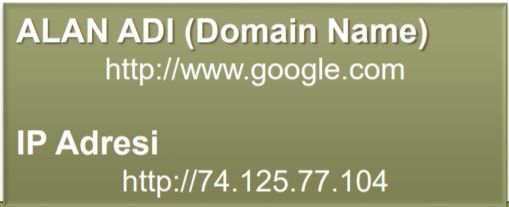 ALAN ADI (Domain Name)
http://www.google.com
IP Adresi
http://74.125.77.104